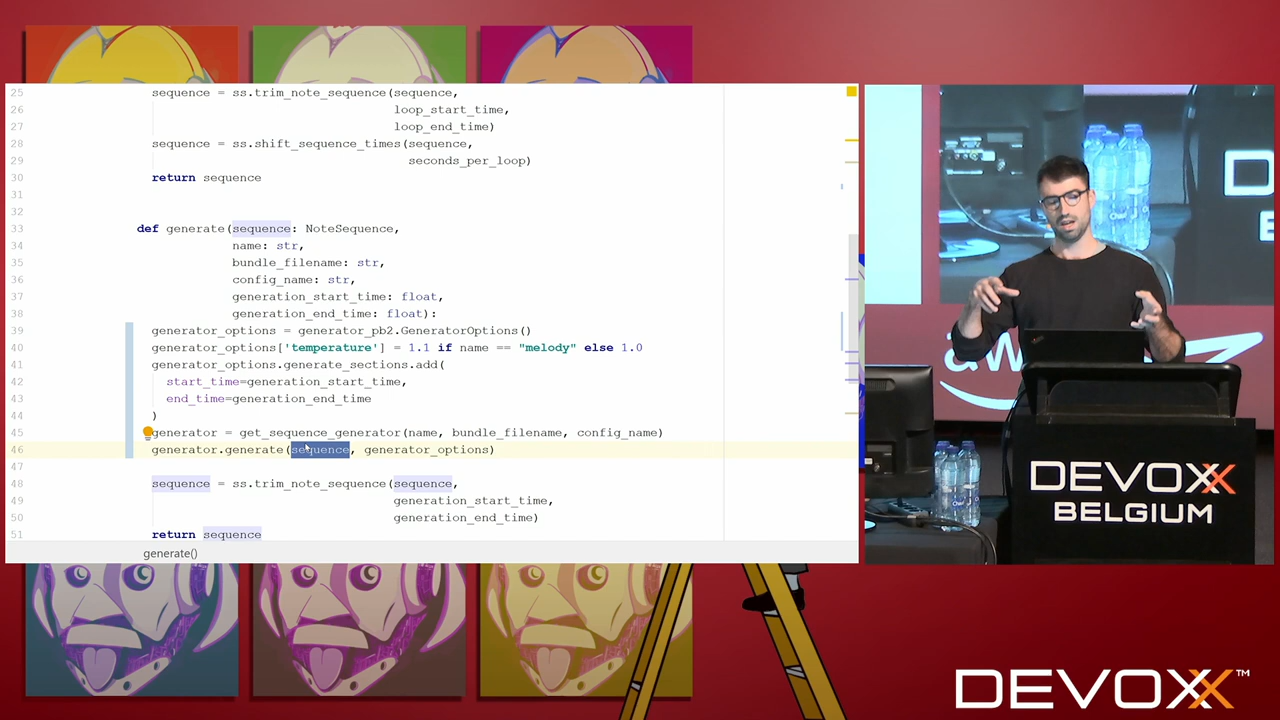 25 sequence = ss.trim_note_sequence(sequence,
26 loop_start_time,
27 loop_end_time)
28 sequence = ss.shift_sequence_times(sequence,
29 seconds_per_loop)
30 return sequence
31
32
33 def generate(sequence: NoteSequence,
34 name: str,
35 bundle_filename: str,
36 config_name: str,
37 generation_start_time: float,
38 generation_end_time: float):
39 generator_options = generator_pb2.GeneratorOptions()
40 generator_options['temperature'] = 1.1 if name == "melody" else 1.0
41 generator_options.generate_sections.add(
42 start_time=generation_start_time,
43 end_time=generation_end_time
44 )
45 generator = get_sequence_generator(name, bundle_filename, config_name)
46 generator.generate(sequence, generator_options)
47
48 sequence = ss.trim_note_sequence(sequence,
49 generation_start_time,
50 generation_end_time)
51 return sequence
generate()
DEVOXX
BELGIUM
DEVOXX™